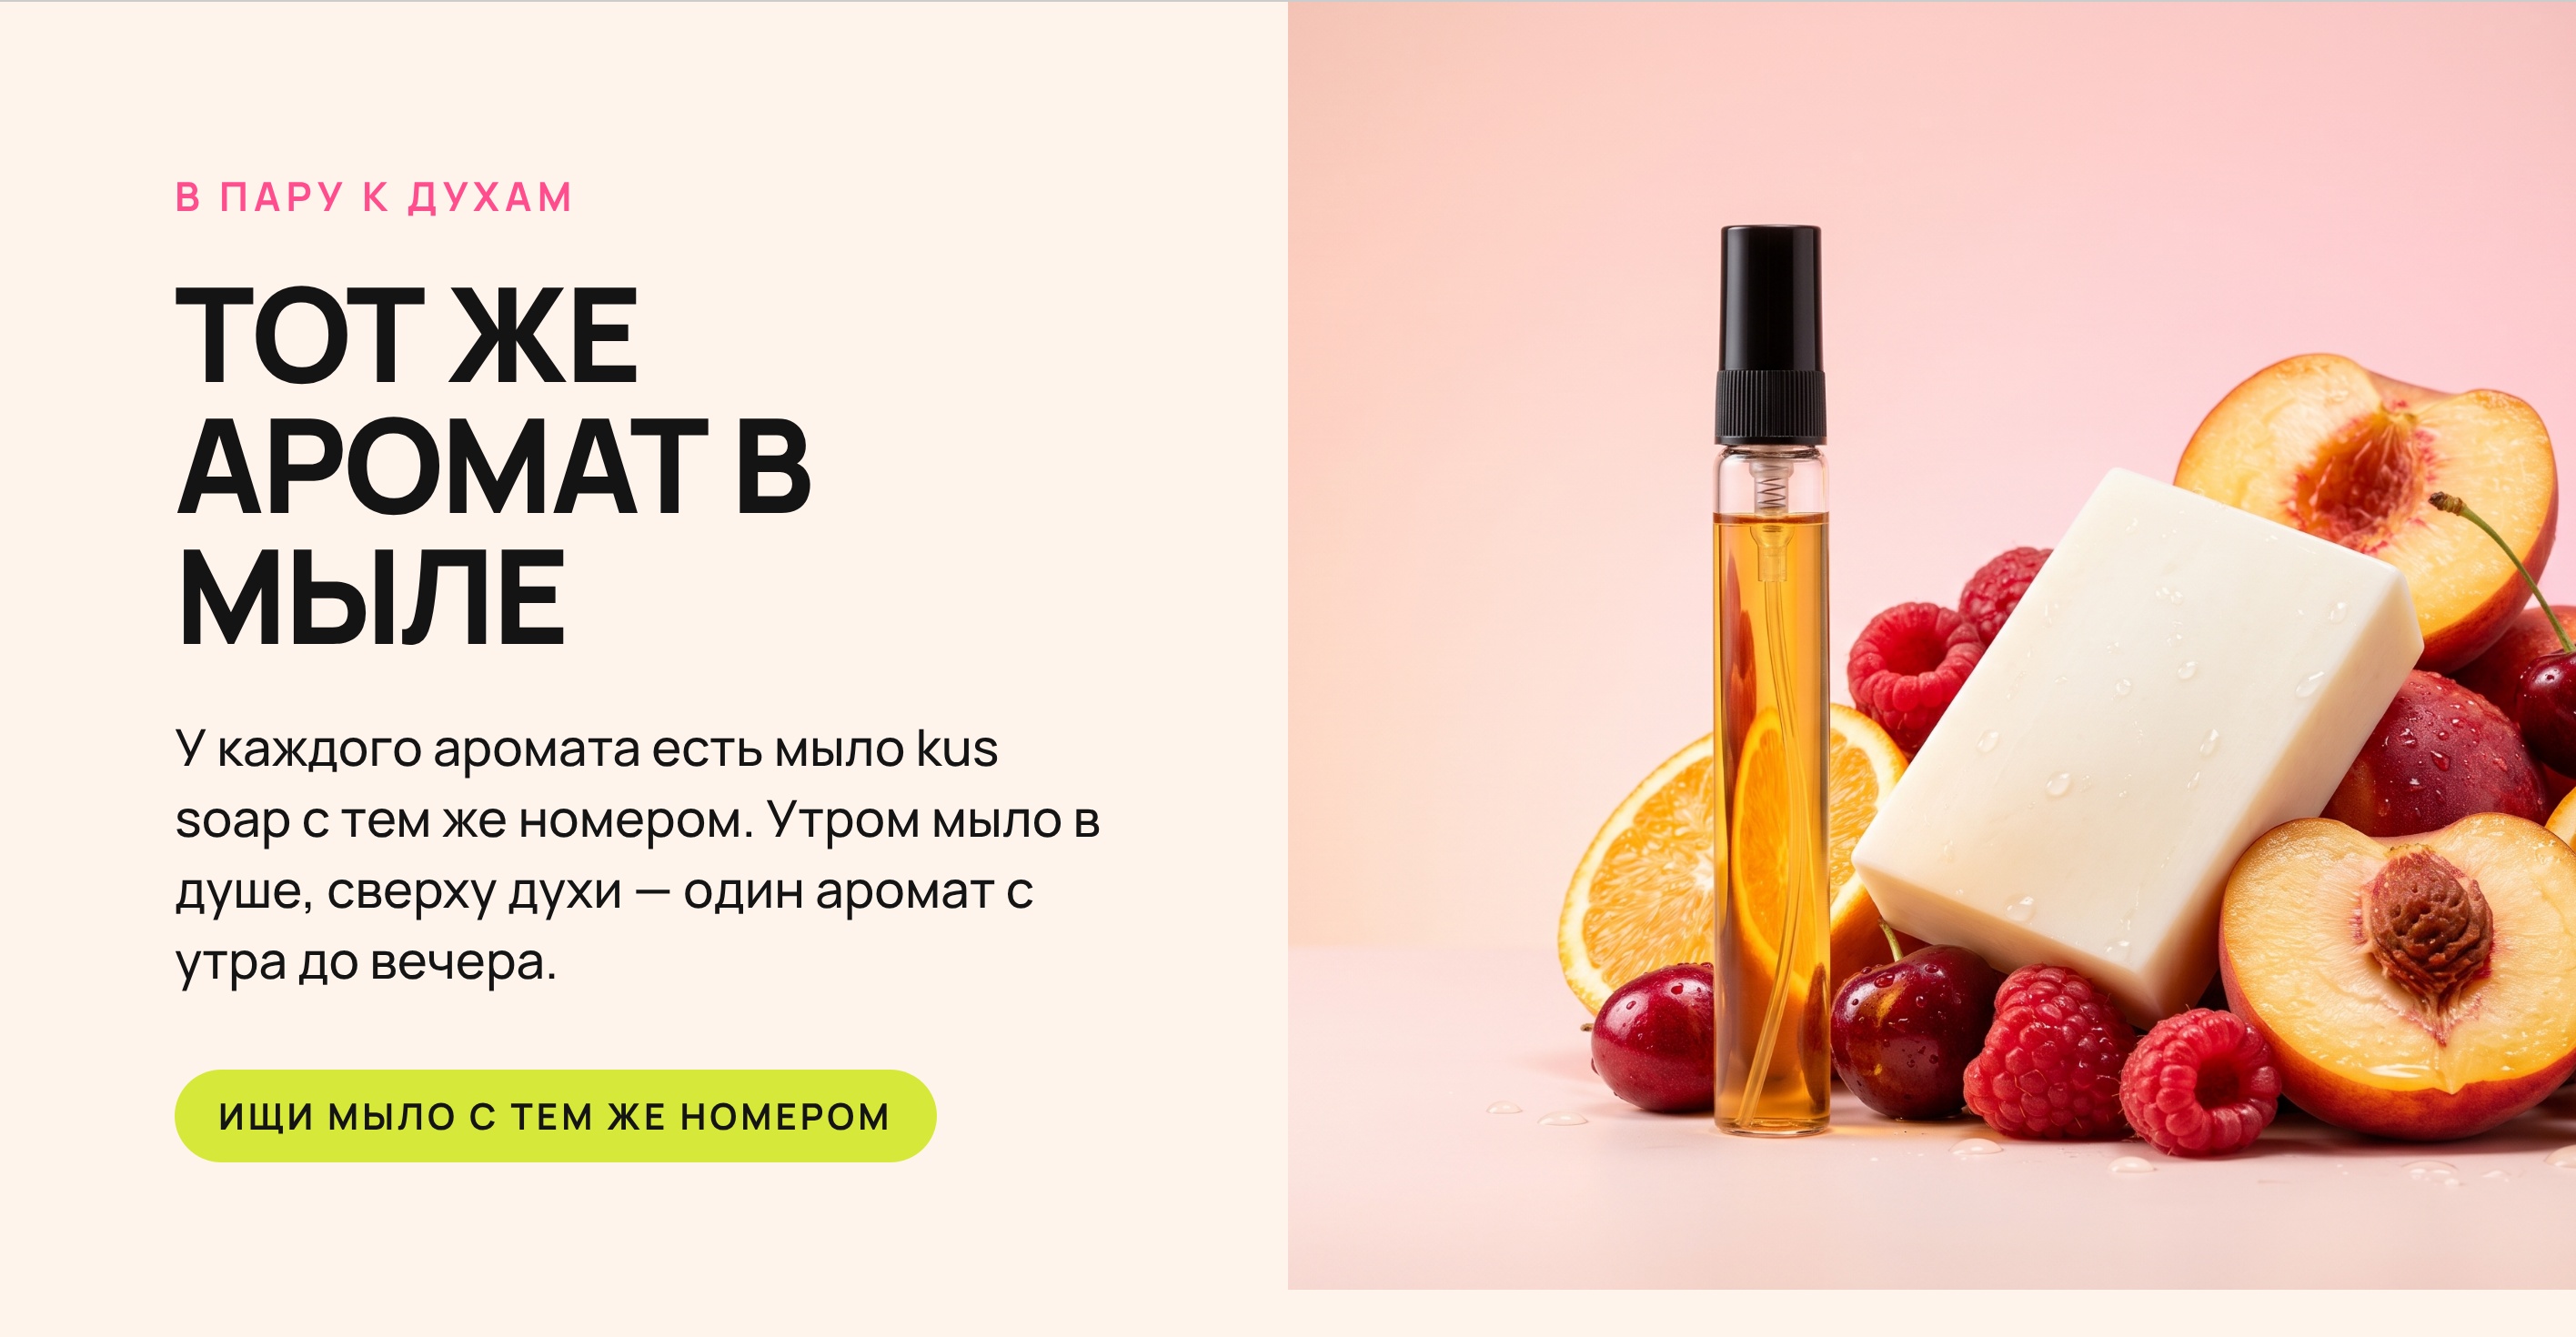 В ПАРУ К ДУХАМ
ТОТ ЖЕ
АРОМАТ В
МЫЛЕ
У каждого аромата есть мыло kus
soap с тем же номером. Утром мыло в
душе, сверху духи — один аромат с
утра до вечера.
ИЩИ МЫЛО С ТЕМ ЖЕ НОМЕРОМ